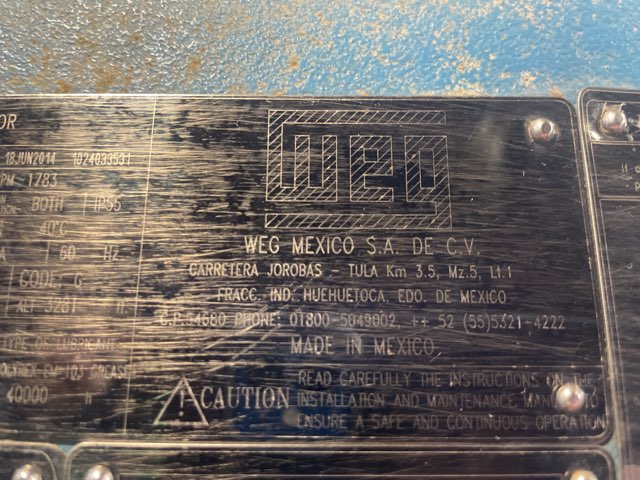 OR
18JUN2014 1024033531
PM 1783
BOTH IP55
40°C
A 60 Hz
CODE: G
ALT 3281
weg
WEG MEXICO S.A. DE C.V.
CARRETERA JOROBAS - TULA Km 3.5, Mz.5, Lt.1
FRACC. IND. HUEHUETOCA, EDO. DE MEXICO
C.P. 54680 PHONE: 01800-5049002, ++ 52 (55)5321-4222
MADE IN MEXICO
TYPE OF LUBRICANT
EM-103 GREASE
40000 h
CAUTION
READ CAREFULLY THE INSTRUCTIONS ON THE
INSTALLATION AND MAINTENANCE MANUAL TO
ENSURE A SAFE AND CONTINUOUS OPERATION